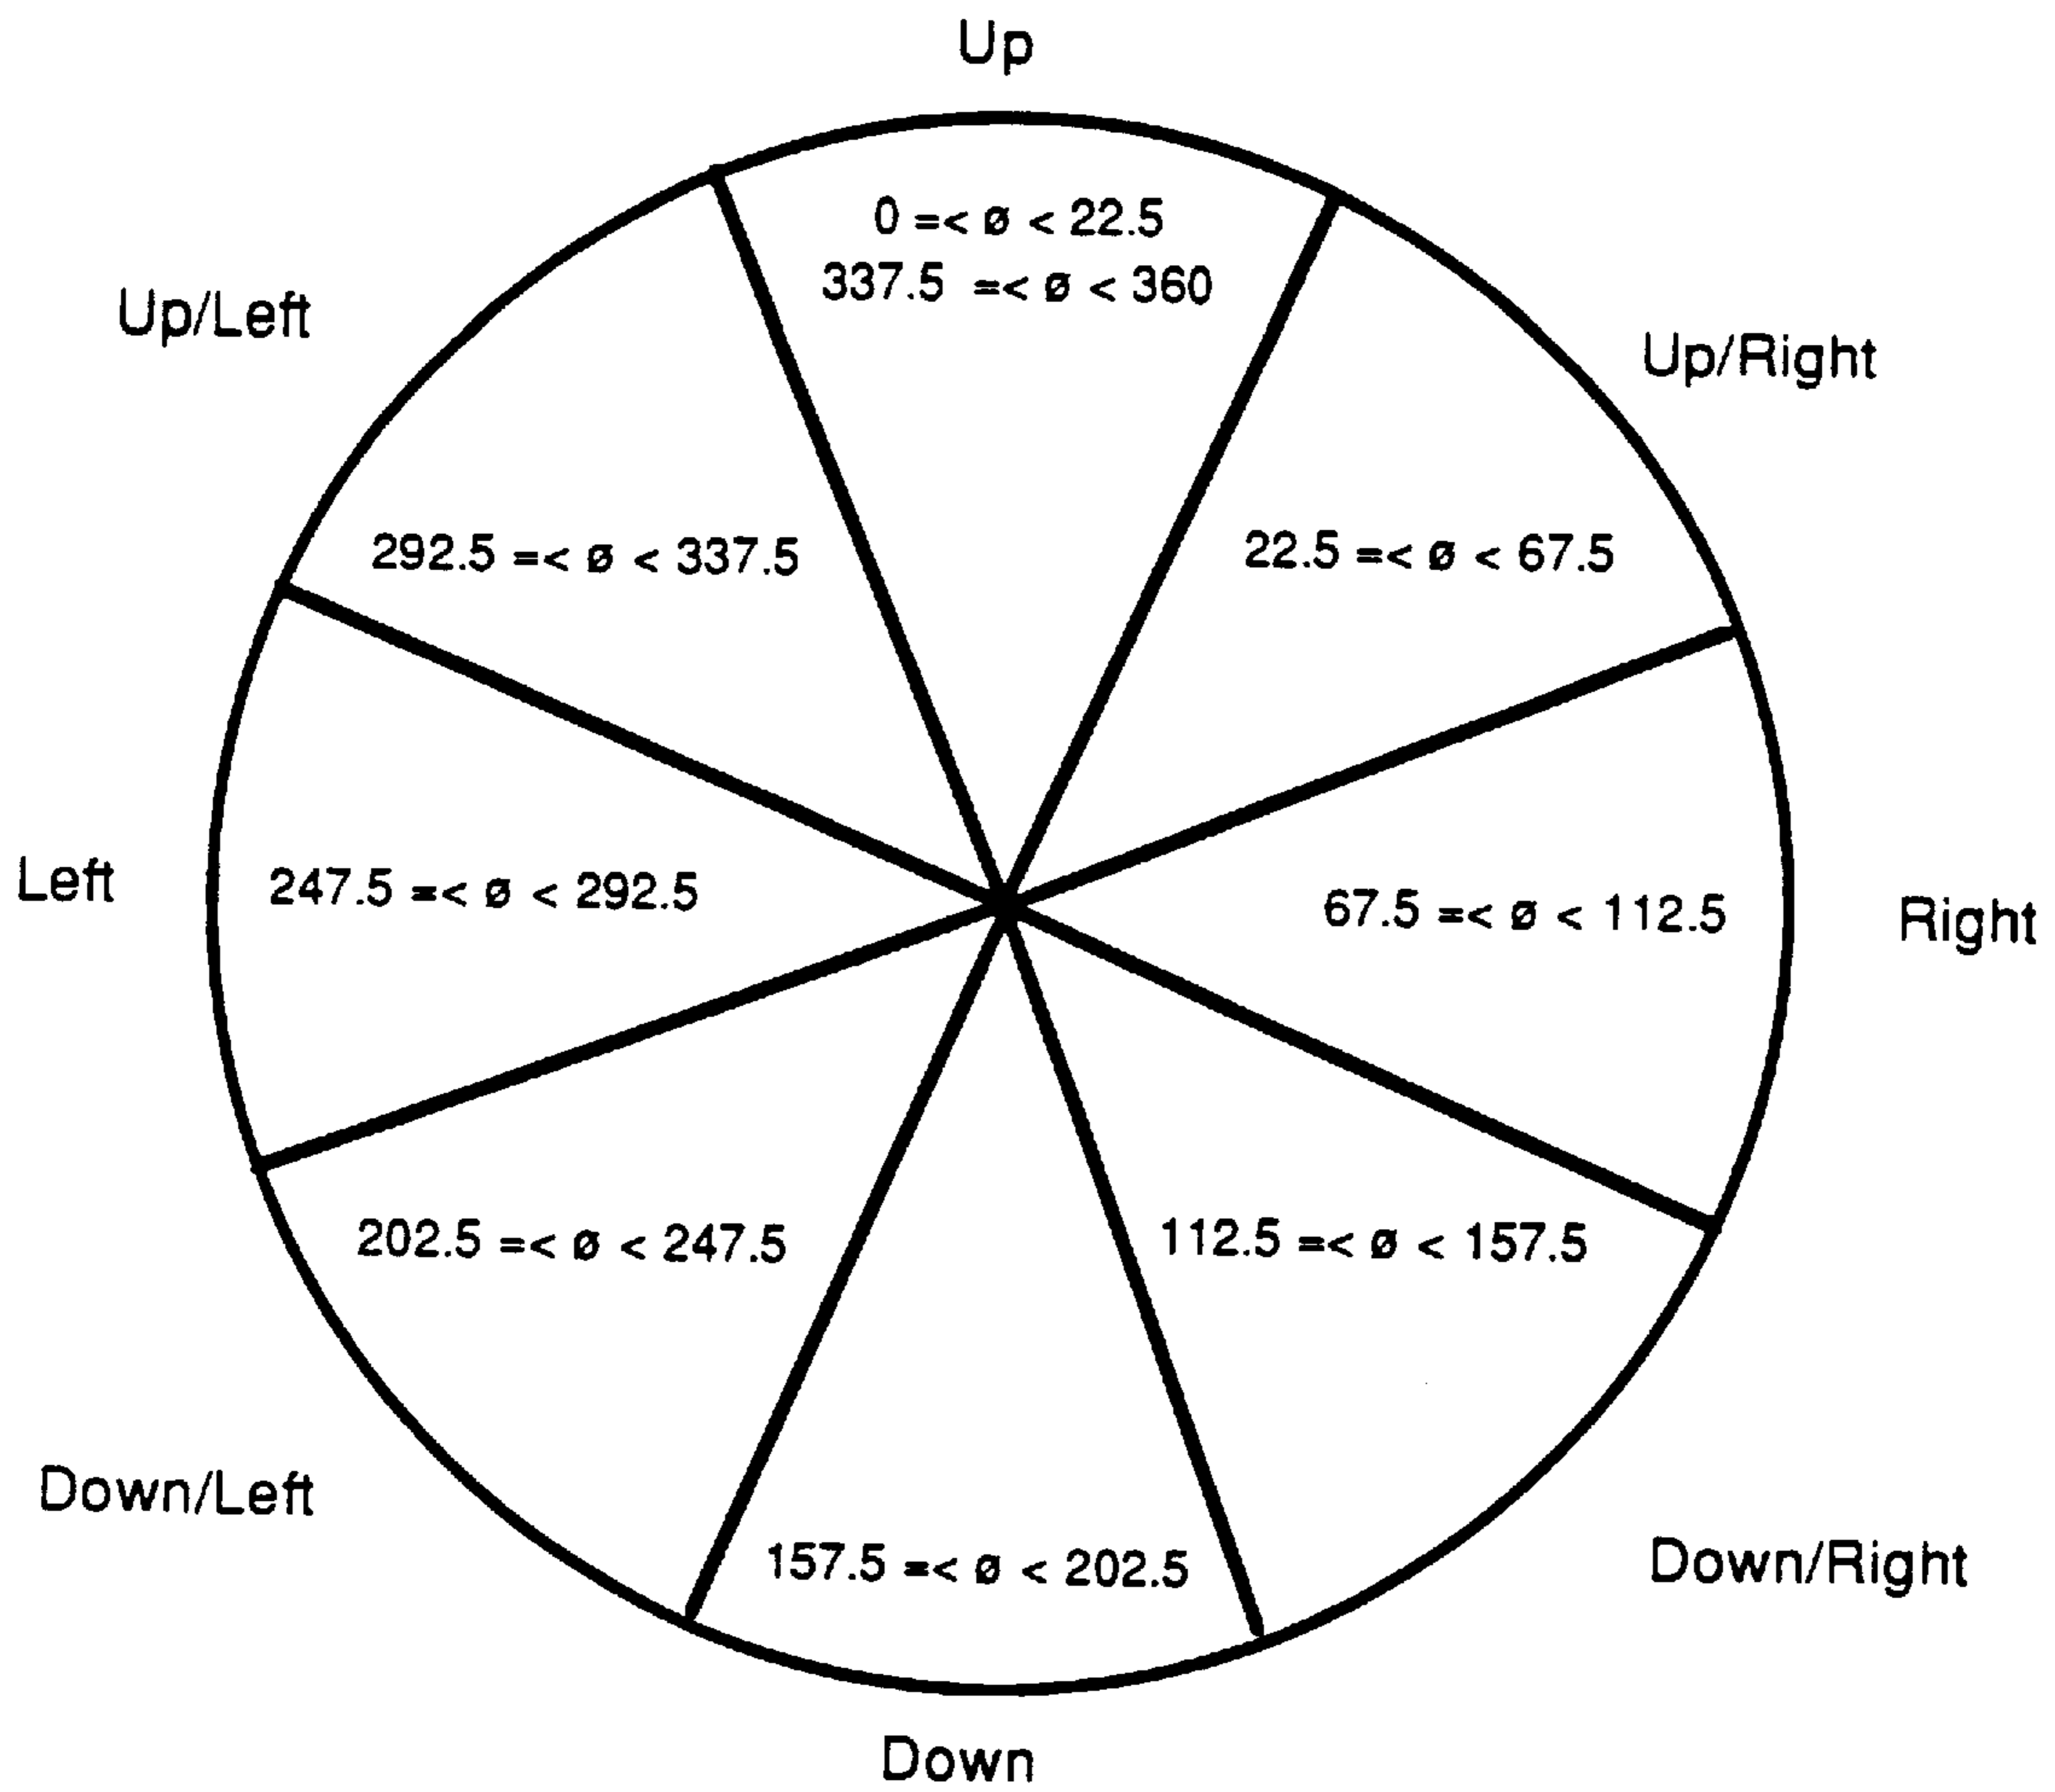 Up
0 =< ø < 22.5
337.5 =< ø < 360
Up/Left
Up/Right
292.5 =< ø < 337.5
22.5 =< ø < 67.5
Left
247.5 =< ø < 292.5
67.5 =< ø < 112.5
Right
202.5 =< ø < 247.5
112.5 =< ø < 157.5
Down/Left
157.5 =< ø < 202.5
Down/Right
Down